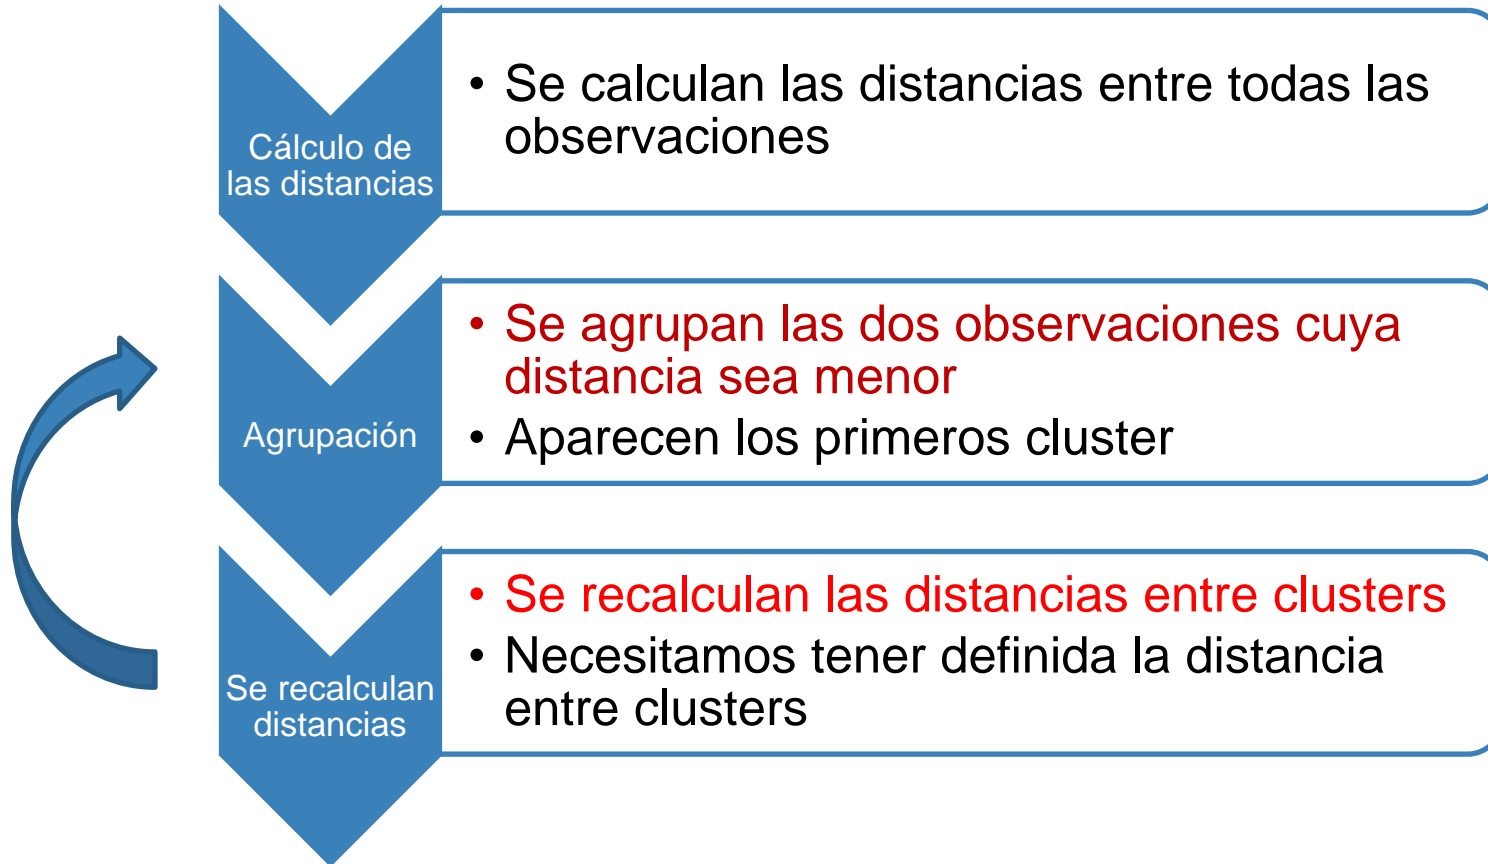 Cálculo de
las distancias
• Se calculan las distancias entre todas las
observaciones
Agrupación
• Se agrupan las dos observaciones cuya
distancia sea menor
• Aparecen los primeros cluster
Se recalculan
distancias
• Se recalculan las distancias entre clusters
• Necesitamos tener definida la distancia
entre clusters